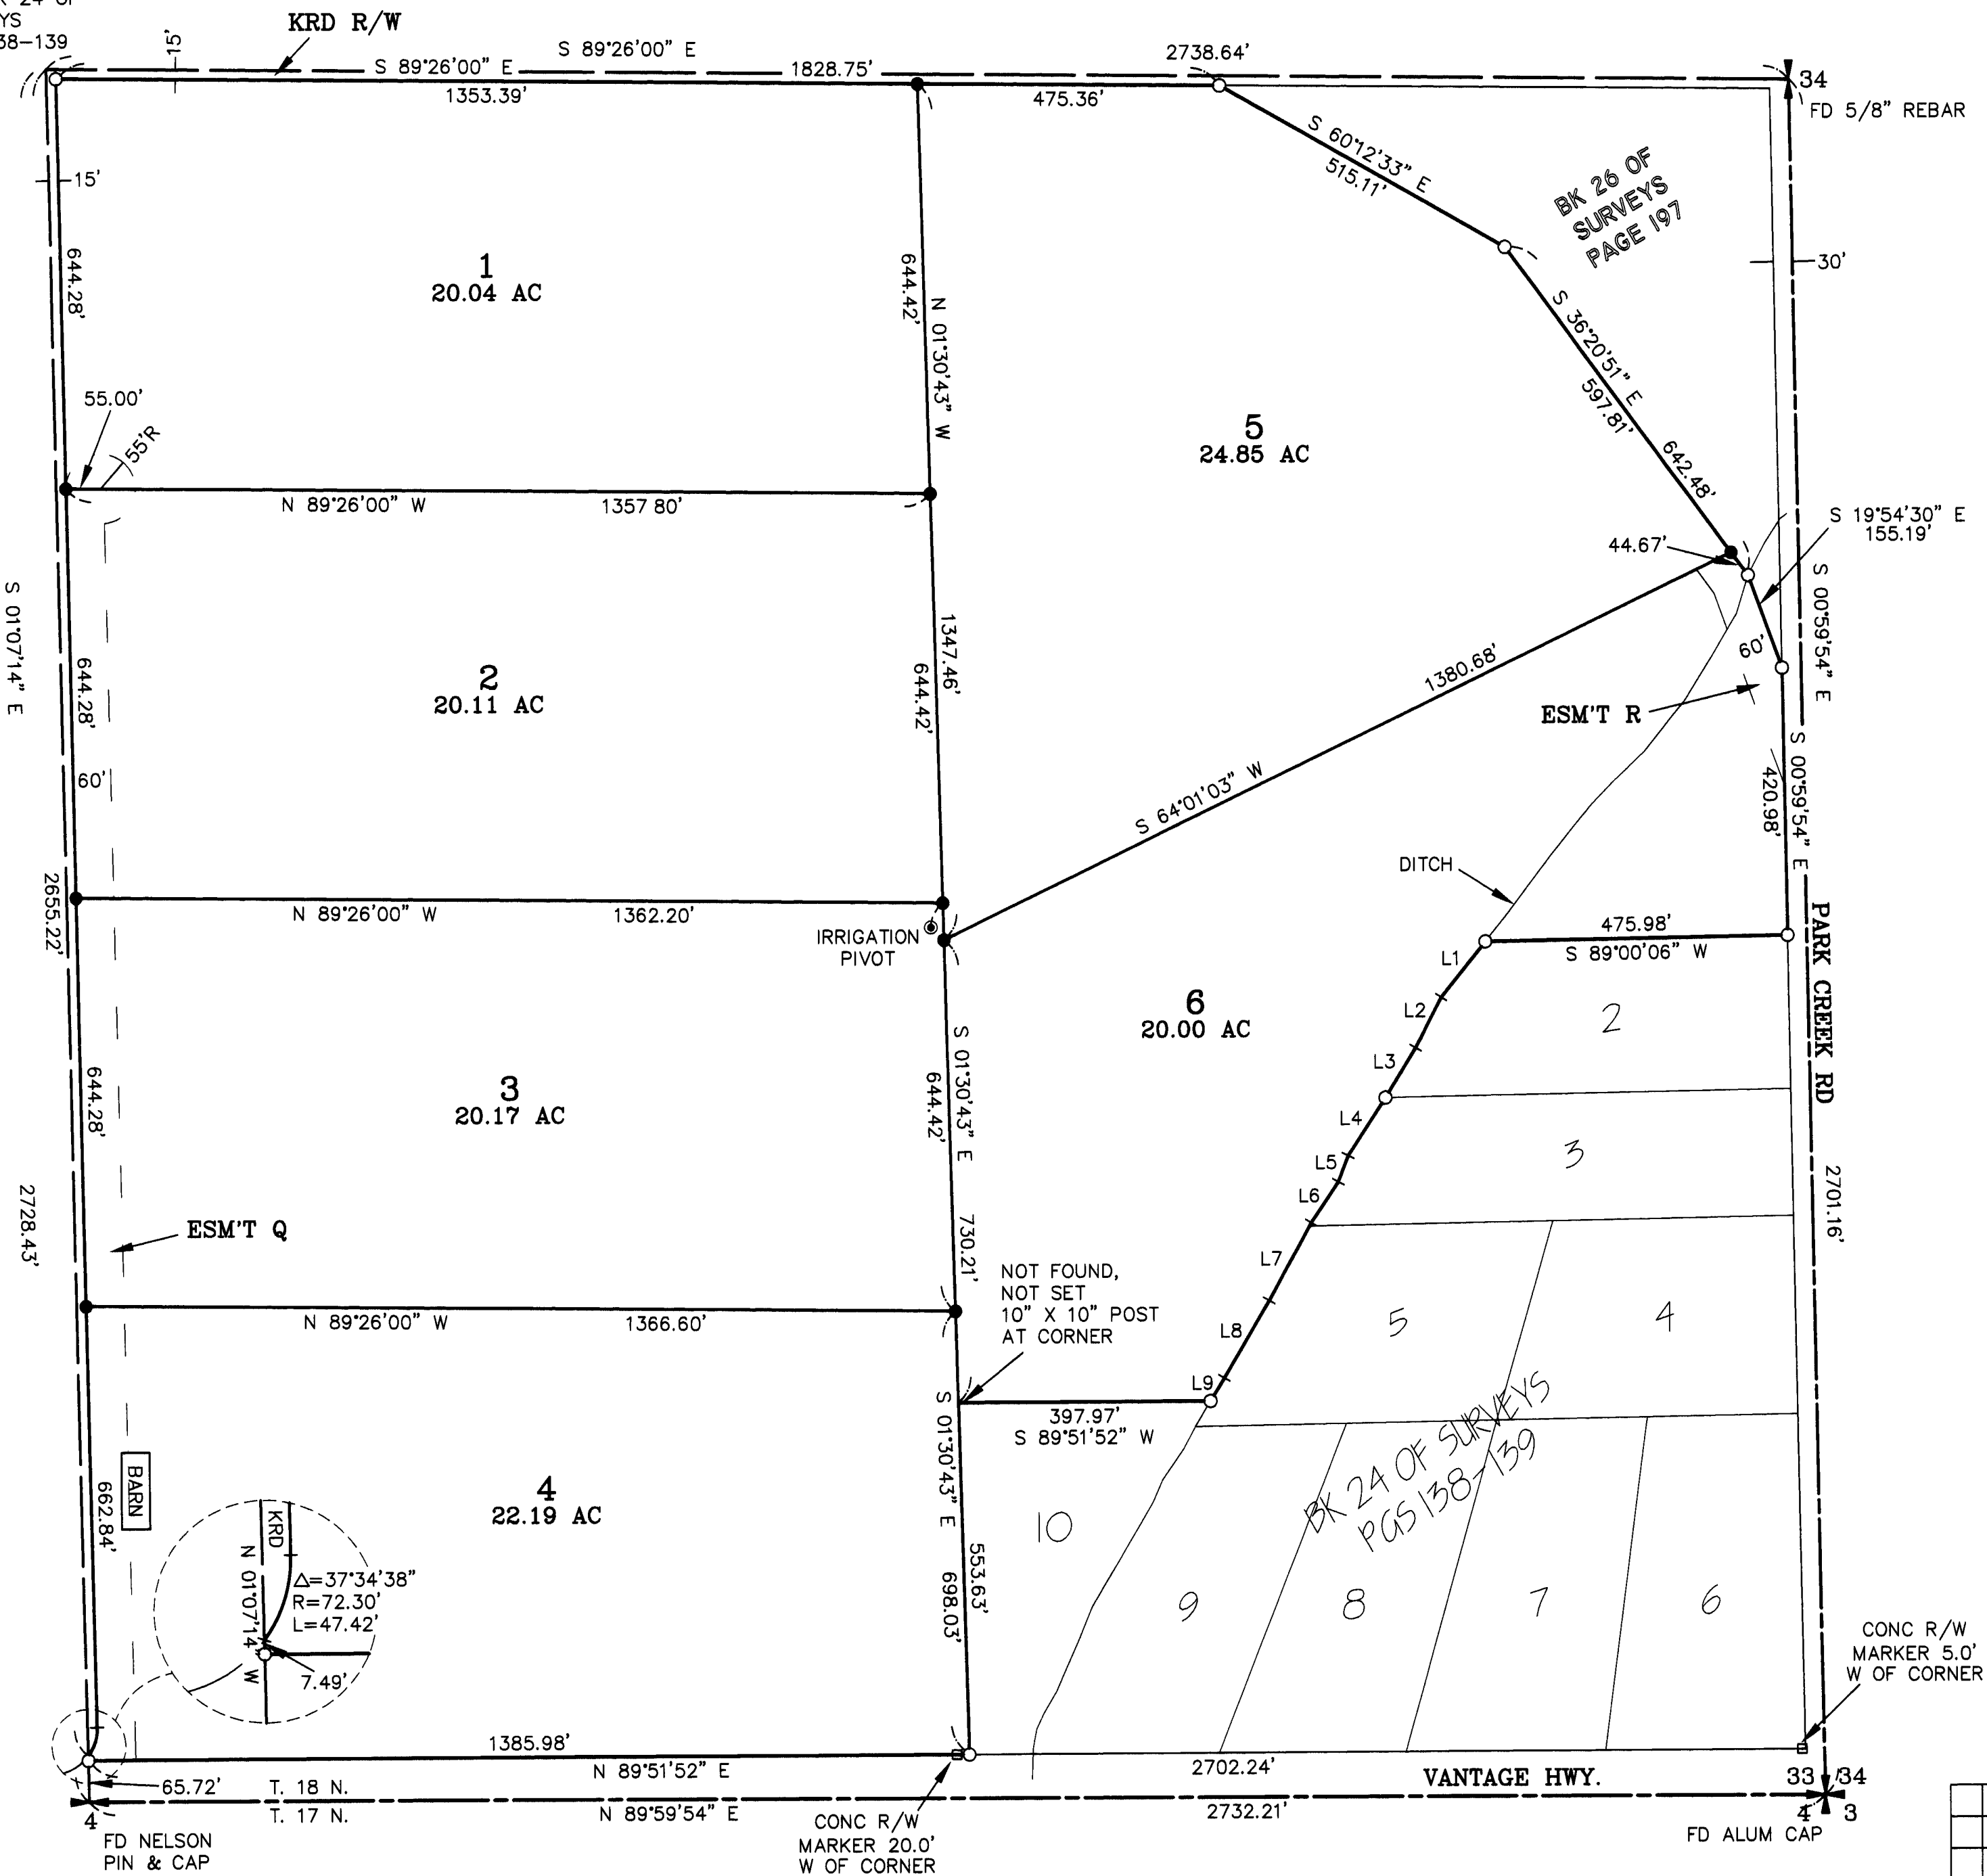 YS
38-139
KRD R/W
15'
S 89°26'00" E
S 89°26'00" E
1828.75'
2738.64'
1353.39'
475.36'
34
FD 5/8" REBAR
15'
644.28'
1
20.04 AC
644.42'
N 01°30'43" W
S 60°12'33" E
515.11'
BK 26 OF
SURVEYS
PAGE 197
30'
S 36°20'51" E
597.81'
642.48'
5
24.85 AC
55.00'
55'R
N 89°26'00" W
1357 80'
44.67'
S 19°54'30" E
155.19'
S 00°59'54" E
60'
ESM'T R
S 01°07'14" E
644.28'
2
20.11 AC
1347.46'
644.42'
1380.68'
S 64°01'03" W
S 00°59'54" E
420.98'
60'
2655.22'
N 89°26'00" W
1362.20'
IRRIGATION
PIVOT
DITCH
475.98'
S 89°00'06" W
PARK CREEK RD
L1
L2
L3
L4
L5
L6
L7
L8
L9
6
20.00 AC
2
3
5
4
644.28'
3
20.17 AC
S 01°30'43" E
644.42'
730.21'
2701.16'
2728.43'
ESM'T Q
N 89°26'00" W
1366.60'
NOT FOUND,
NOT SET
10" X 10" POST
AT CORNER
397.97'
S 89°51'52" W
BK 24 OF SURVEYS
PGS 138-139
10
9
8
7
6
662.84'
BARN
4
22.19 AC
S 01°30'43" E
553.63'
698.03'
KRD
N 01°07'14" W
Δ=37°34'38"
R=72.30'
L=47.42'
7.49'
CONC R/W
MARKER 5.0'
W OF CORNER
1385.98'
N 89°51'52" E
2702.24'
VANTAGE HWY.
33
34
65.72'
T. 18 N.
T. 17 N.
N 89°59'54" E
2732.21'
4
3
4
FD NELSON
PIN & CAP
CONC R/W
MARKER 20.0'
W OF CORNER
FD ALUM CAP